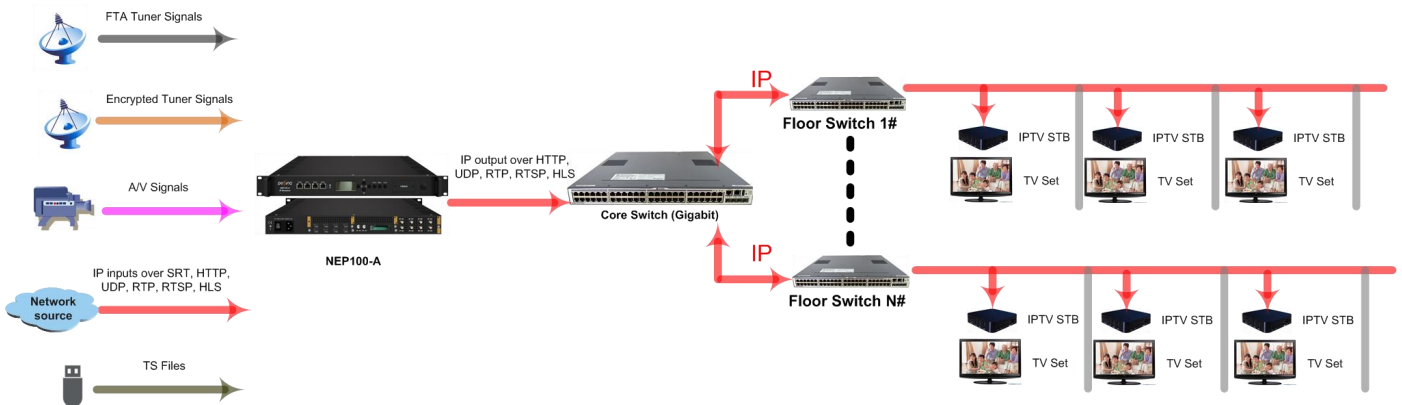 FTA Tuner Signals
Encrypted Tuner Signals
A/V Signals
IP inputs over SRT, HTTP,
UDP, RTP, RTSP, HLS
Network
source
TS Files
NEP100-A
IP output over HTTP,
UDP, RTP, RTSP, HLS
Core Switch (Gigabit)
IP
Floor Switch 1#
IP
Floor Switch N#
IPTV STB
TV Set
IPTV STB
TV Set
IPTV STB
TV Set
IPTV STB
TV Set
IPTV STB
TV Set
IPTV STB
TV Set